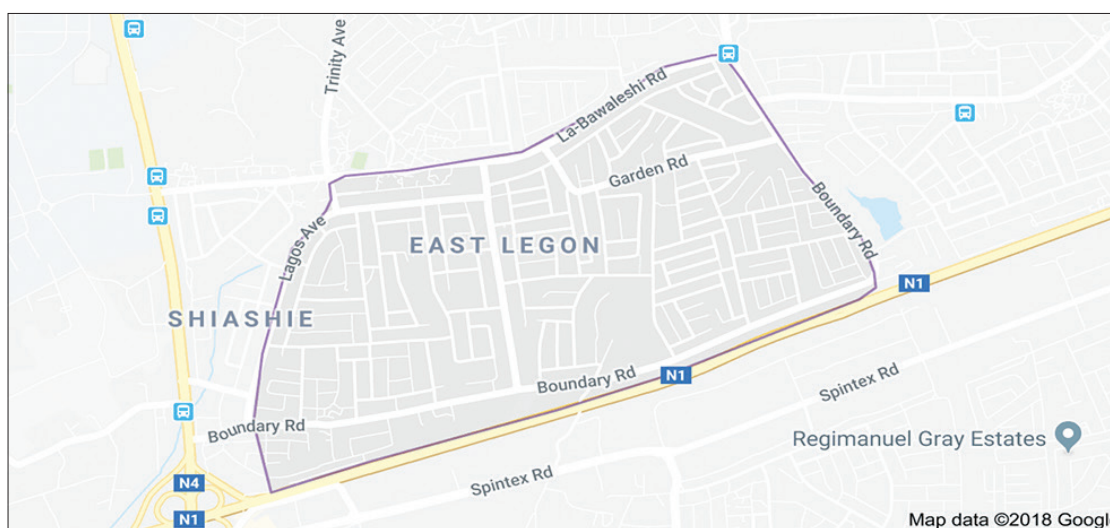 Trinity Ave
La-Bawaleshi Rd
Garden Rd
Boundary Rd
Lagos Ave
EAST LEGON
SHIASHIE
N1
N1
Boundary Rd
Spintex Rd
Boundary Rd
Regimanuel Gray Estates
N4
Spintex Rd
N1
Map data ©2018 Googl